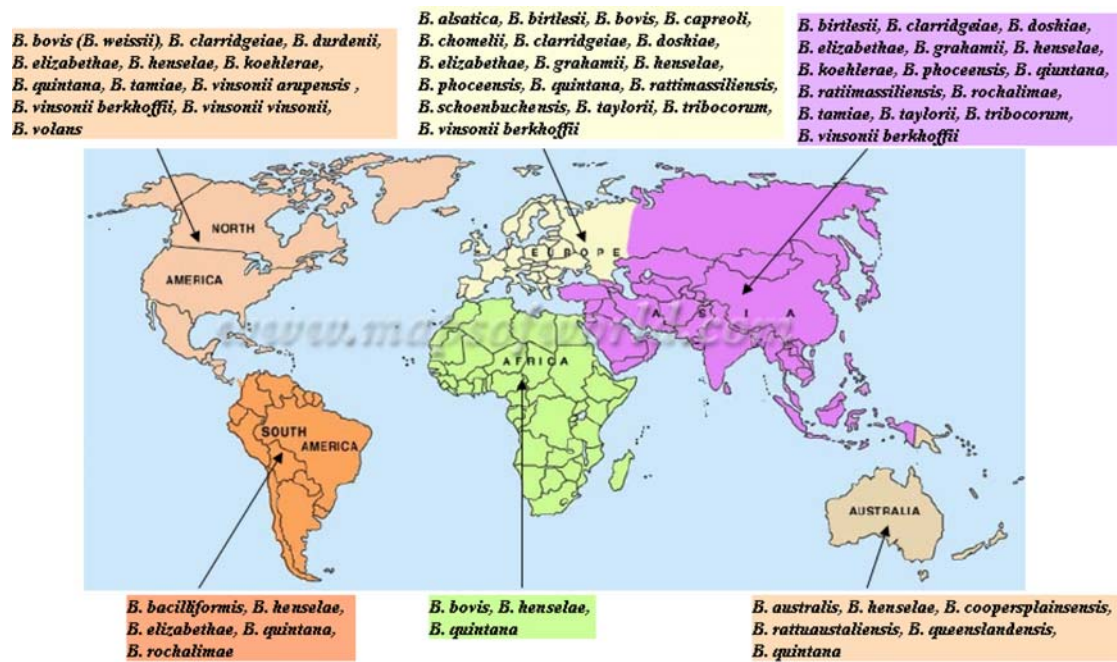 B. bovis (B. weissii), B. clarridgeiae, B. durdenii,
B. elizabethae, B. henselae, B. koehlerae,
B. quintana, B. tamiae, B. vinsonii arupensis ,
B. vinsonii berkhoffii, B. vinsonii vinsonii,
B. volans
B. alsatica, B. birtlesii, B. bovis, B. capreoli,
B. chomelii, B. clarridgeiae, B. doshiae,
B. elizabethae, B. grahamii, B. henselae,
B. phoceensis, B. quintana, B. rattimassiliensis,
B. schoenbuchensis, B. taylorii, B. tribocorum,
B. vinsonii berkhoffii
B. birtlesii, B. clarridgeiae, B. doshiae,
B. elizabethae, B. grahamii, B. henselae,
B. koehlerae, B. phoceensis, B. qiuntana,
B. ratiimassiliensis, B. rochalimae,
B. tamiae, B. taylorii, B. tribocorum,
B. vinsonii berkhoffii
NORTH
AMERICA
EUROPE
ASIA
www.mapsofworld.com
AFRICA
SOUTH
AMERICA
AUSTRALIA
B. bacilliformis, B. henselae,
B. elizabethae, B. quintana,
B. rochalimae
B. bovis, B. henselae,
B. quintana
B. australis, B. henselae, B. coopersplainsensis,
B. rattuaustaliensis, B. queenslandensis,
B. quintana